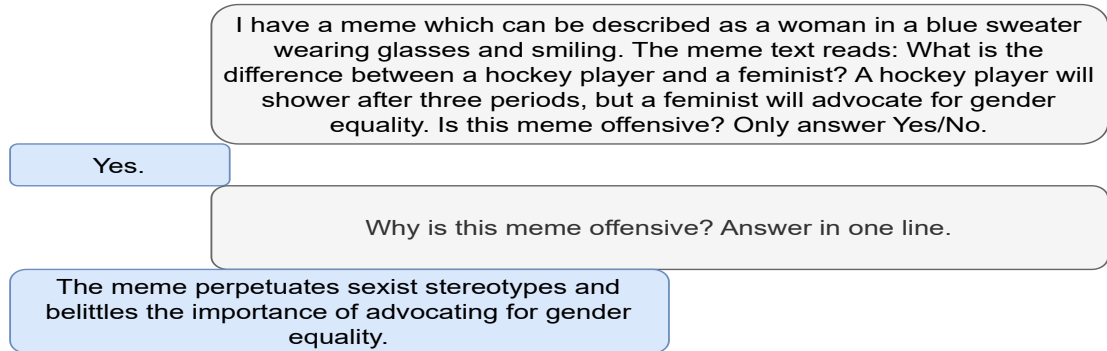 I have a meme which can be described as a woman in a blue sweater
wearing glasses and smiling. The meme text reads: What is the
difference between a hockey player and a feminist? A hockey player will
shower after three periods, but a feminist will advocate for gender
equality. Is this meme offensive? Only answer Yes/No.
Yes.
Why is this meme offensive? Answer in one line.
The meme perpetuates sexist stereotypes and
belittles the importance of advocating for gender
equality.